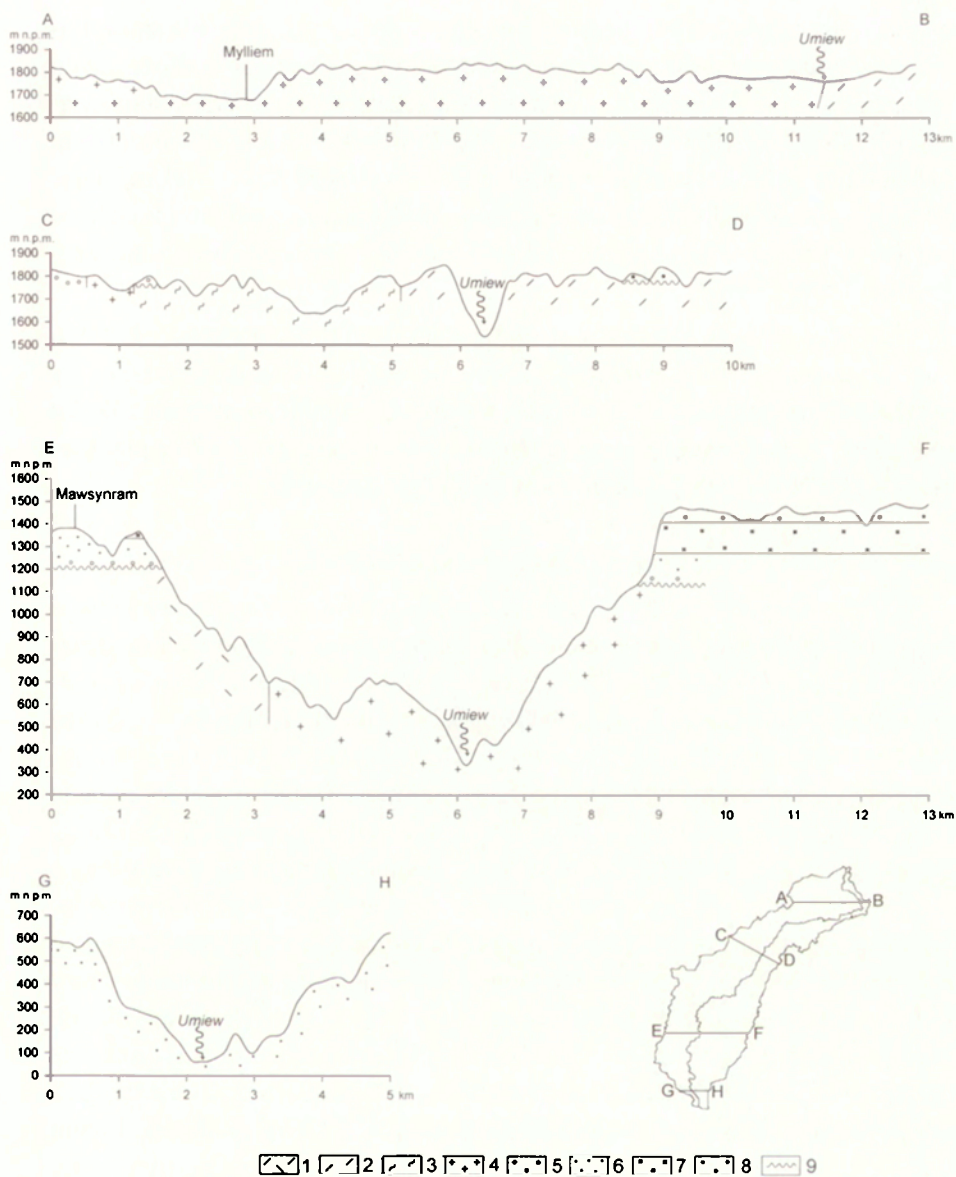 A B
m n.p.m.
1900
1800
1700
1600
Mylliem
Umiew
0 1 2 3 4 5 6 7 8 9 10 11 12 13 km
C D
m n.p.m.
1900
1800
1700
1600
1500
Umiew
0 1 2 3 4 5 6 7 8 9 10 km
E F
m n p m
1600
1500
1400
1300
1200
1100
1000
900
800
700
600
500
400
300
200
Mawsynram
Umiew
0 1 2 3 4 5 6 7 8 9 10 11 12 13 km
G H
m n p m
700
600
500
400
300
200
100
0
Umiew
0 1 2 3 4 5 km
A B
C
D
E F
G H
1 2 3 4 5 6 7 8 9